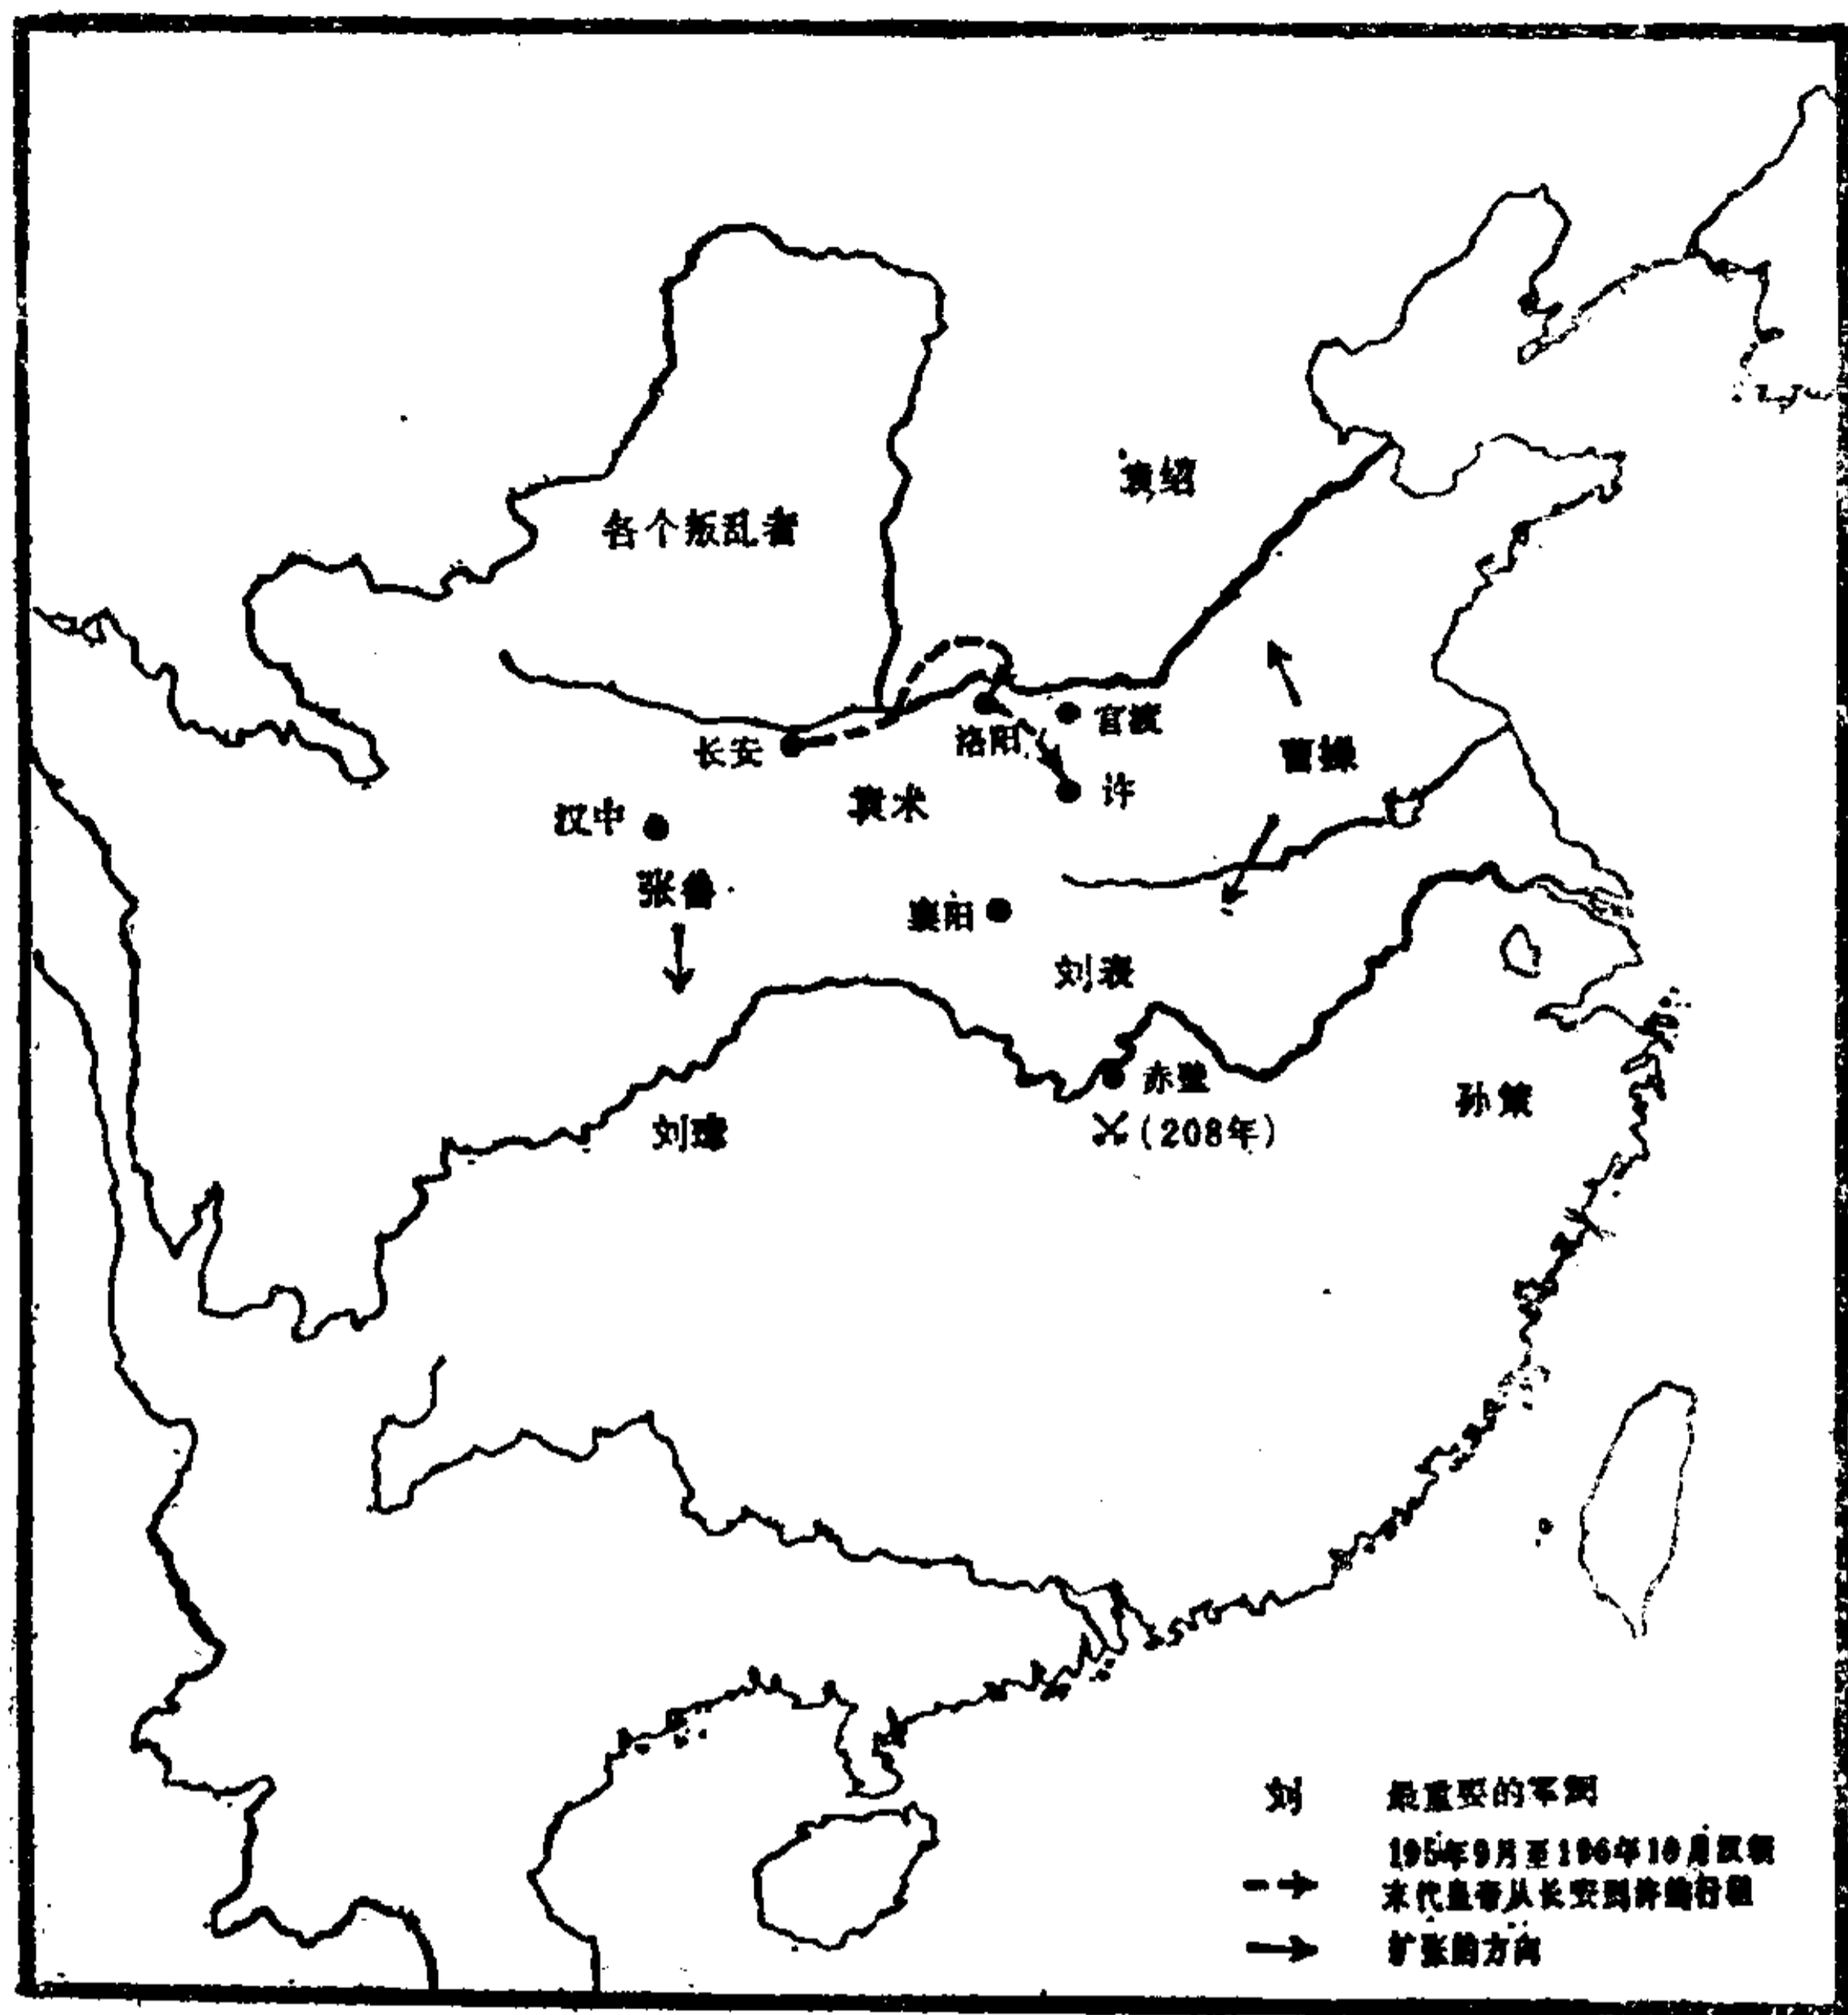 袁绍
各个叛乱者
长安
洛阳
官渡
许
曹操
袁术
汉中
张鲁
襄阳
刘表
赤壁
(208年)
孙策
刘璋
刘 最重要的军阀
195年9月至196年10月汉朝
末代皇帝从长安到许的行程
扩张的方向